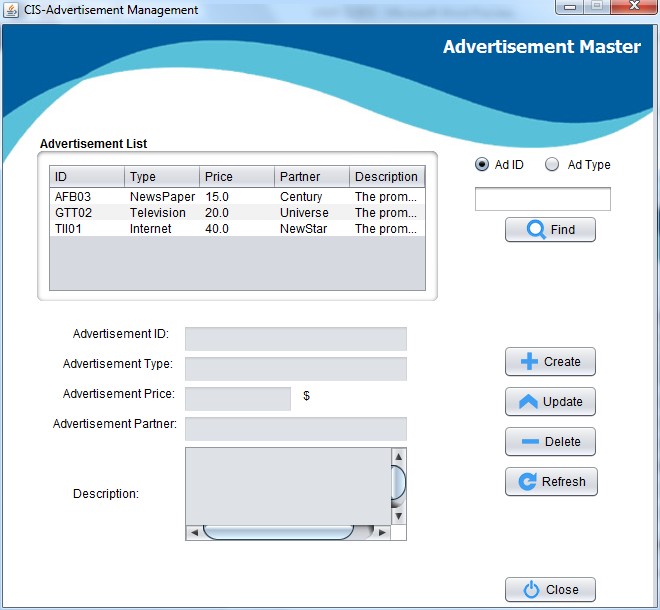 CIS-Advertisement Management
Advertisement Master
Advertisement List
ID Type Price Partner Description
AFB03 NewsPaper 15.0 Century The prom...
GTT02 Television 20.0 Universe The prom...
TII01 Internet 40.0 NewStar The prom...
Ad ID Ad Type
Find
Advertisement ID:
Advertisement Type:
Advertisement Price: $
Advertisement Partner:
Description:
Create
Update
Delete
Refresh
Close